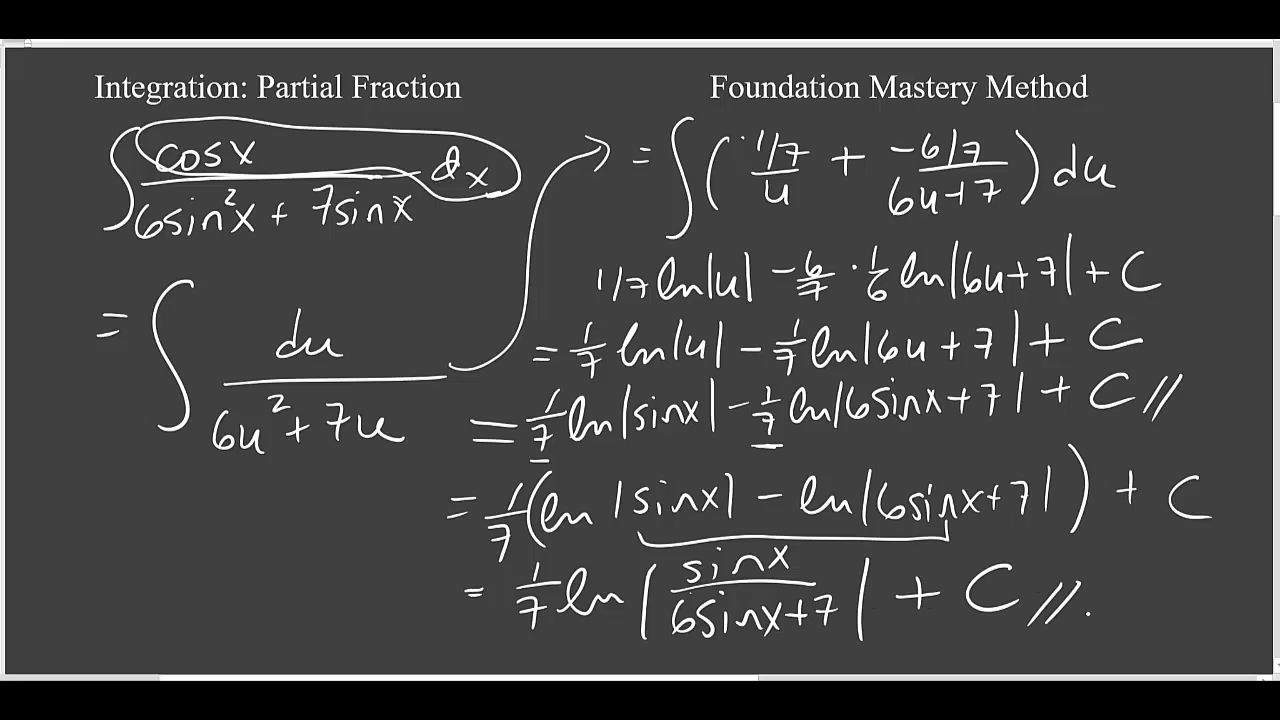 Integration: Partial Fraction
∫ cosx / (6sin²x + 7sinx) dx
= ∫ du / (6u² + 7u)
Foundation Mastery Method
= ∫ ( (1/7)/u + (-6/7)/(6u+7) ) du
1/7 ln|u| - 6/7 · 1/6 ln|6u+7| + C
= 1/7 ln|u| - 1/7 ln|6u+7| + C
= 1/7 ln|sinx| - 1/7 ln|6sinx+7| + C //
= 1/7 (ln |sinx| - ln|6sinx+7|) + C
= 1/7 ln | sinx / (6sinx+7) | + C //.